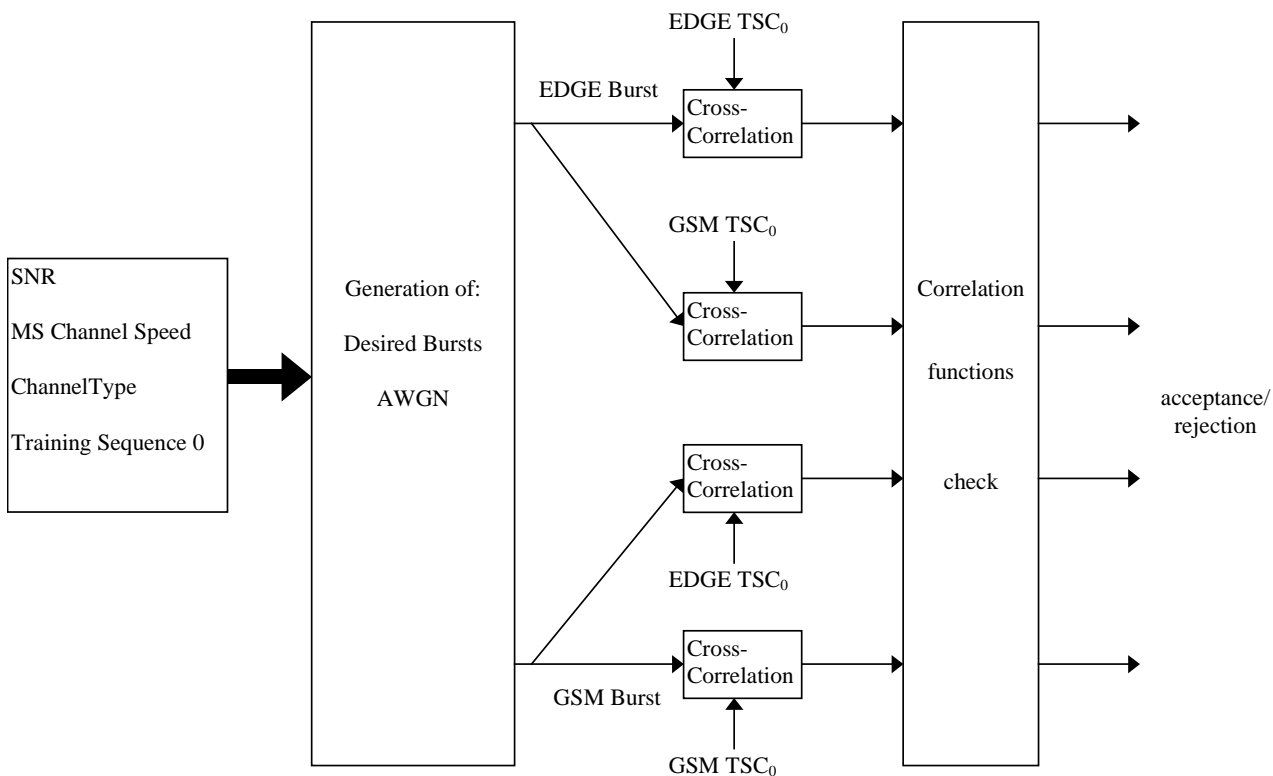 SNR
MS Channel Speed
ChannelType
Training Sequence 0
Generation of:
Desired Bursts
AWGN
EDGE Burst
GSM Burst
EDGE TSC₀
Cross-
Correlation
GSM TSC₀
Cross-
Correlation
Cross-
Correlation
EDGE TSC₀
Cross-
Correlation
GSM TSC₀
Correlation
functions
check
acceptance/
rejection